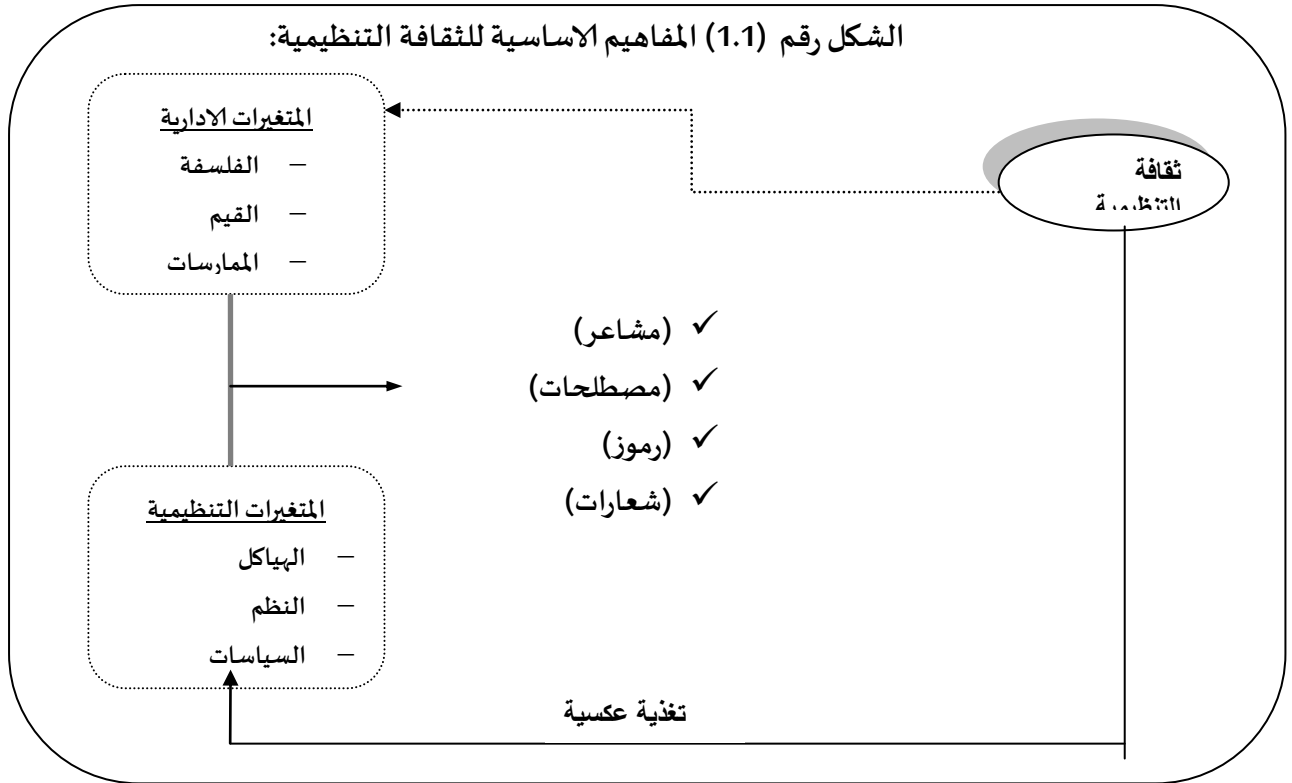 الشكل رقم (1.1) المفاهيم الاساسية للثقافة التنظيمية:
المتغيرات الادارية
– الفلسفة
– القيم
– الممارسات
ثقافة
التنظيمية
✓ (مشاعر)
✓ (مصطلحات)
✓ (رموز)
✓ (شعارات)
المتغيرات التنظيمية
– الهياكل
– النظم
– السياسات
تغذية عكسية